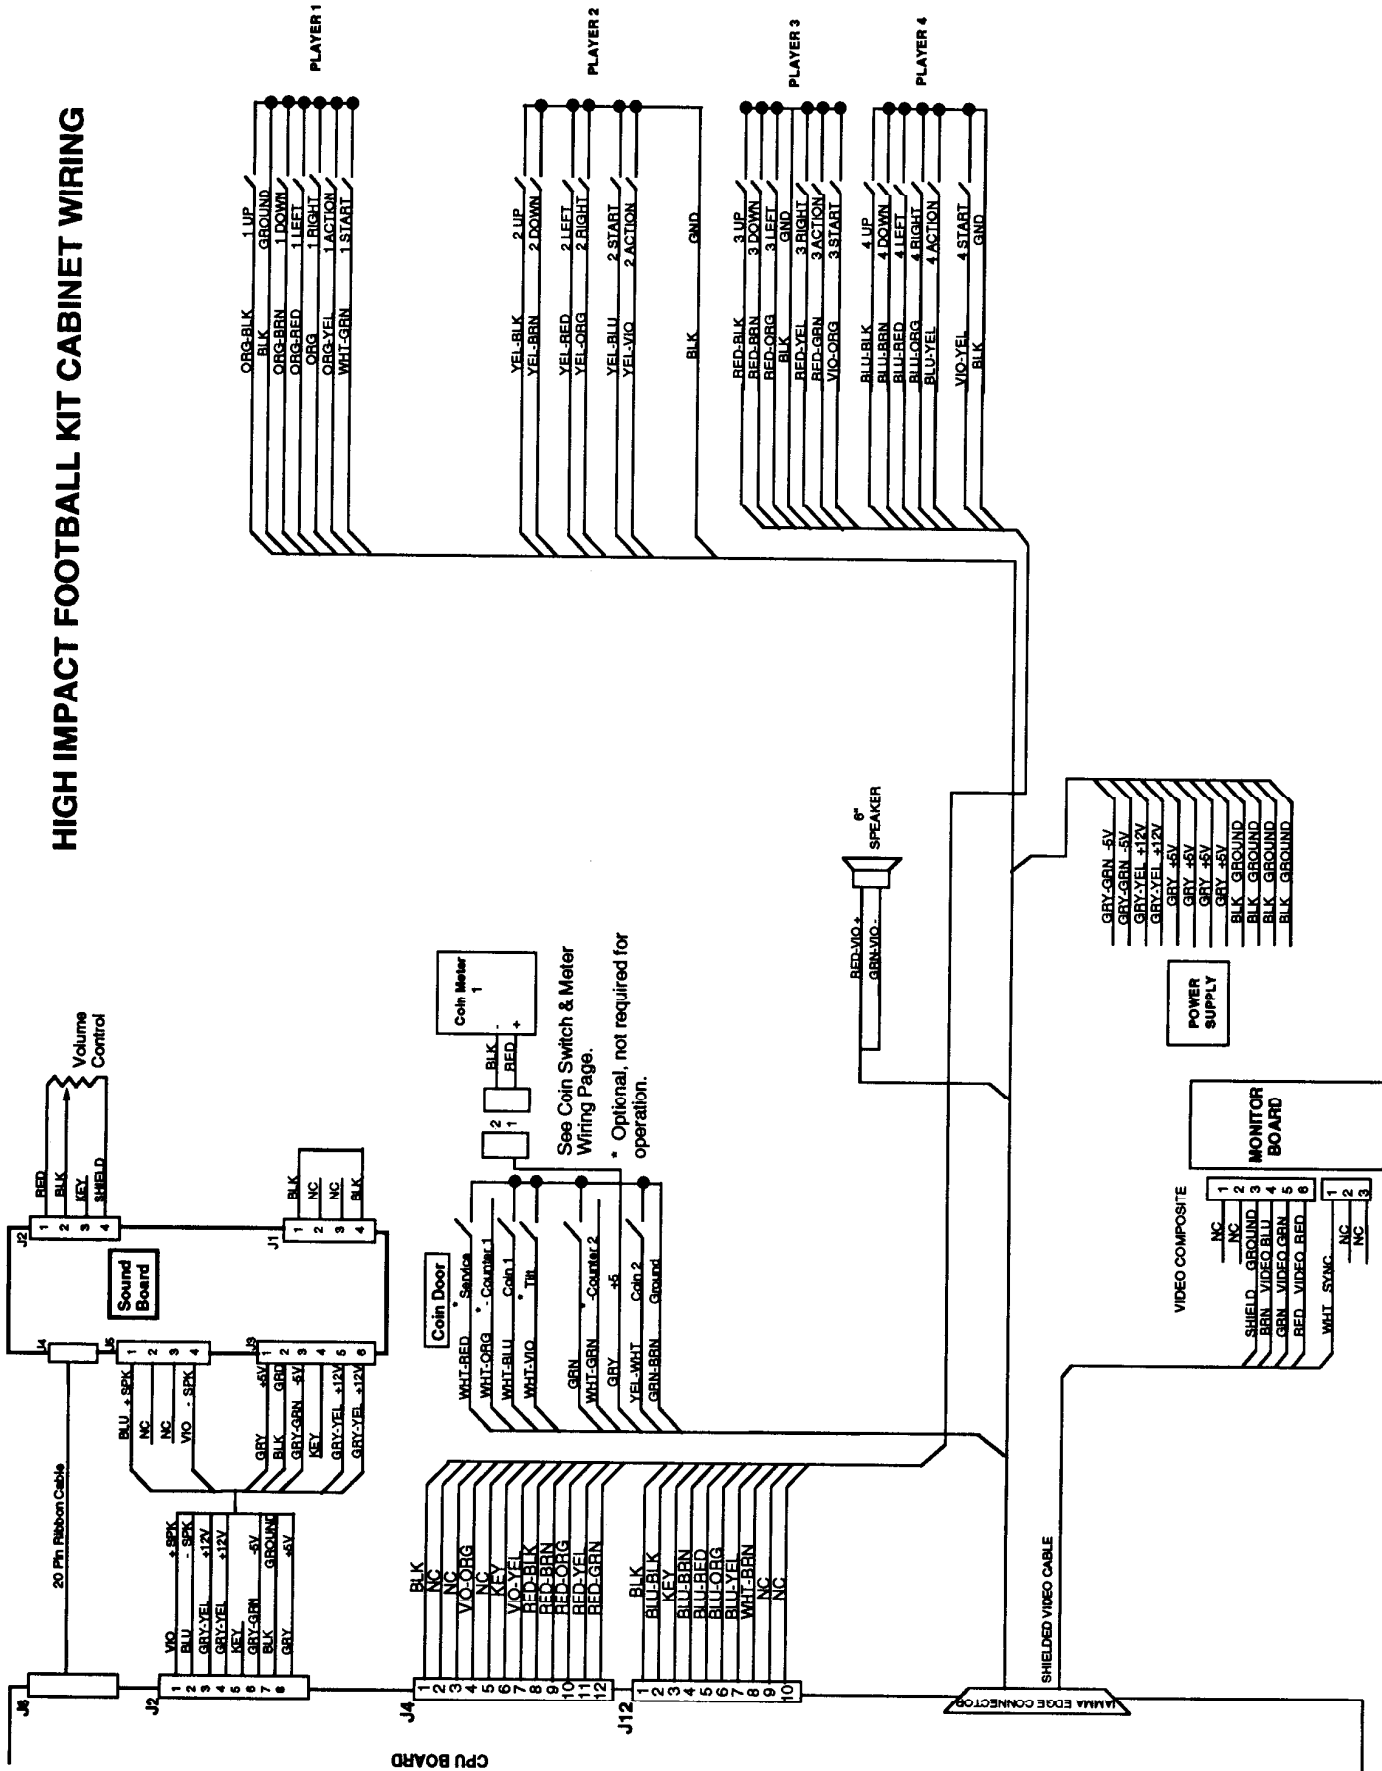 HIGH IMPACT FOOTBALL KIT CABINET WIRING
PLAYER 1
ORG-BLK 1 UP
BLK GROUND
ORG-BRN 1 DOWN
ORG-RED 1 LEFT
ORG 1 RIGHT
ORG-YEL 1 ACTION
WHT-GRN 1 START
PLAYER 2
YEL-BLK 2 UP
YEL-BRN 2 DOWN
YEL-RED 2 LEFT
YEL-ORG 2 RIGHT
YEL-BLU 2 START
YEL-VIO 2 ACTION
BLK GND
PLAYER 3
RED-BLK 3 UP
RED-BRN 3 DOWN
RED-ORG 3 LEFT
BLK GND
RED-YEL 3 RIGHT
RED-GRN 3 ACTION
VIO-ORG 3 START
PLAYER 4
BLU-BLK 4 UP
BLU-BRN 4 DOWN
BLU-RED 4 LEFT
BLU-ORG 4 RIGHT
BLU-YEL 4 ACTION
VIO-YEL 4 START
BLK GND
Volume
Control
J2
1 RED
2 BLK
3 KEY
4 SHIELD
J1
1 BLK
2 NC
3 NC
4 BLK
Sound
Board
J4
J5
BLU + SPK 1
NC 2
NC 3
VIO - SPK 4
J3
GRY +5V 1
BLK GRD 2
GRY-GRN -5V 3
KEY 4
GRY-YEL +12V 5
GRY-YEL +12V 6
20 Pin Ribbon Cable
J6
J2
1 VIO + SPK
2 BLU - SPK
3 GRY-YEL +12V
4 GRY-YEL +12V
5 KEY
6 GRY-GRN -5V
7 BLK GROUND
8 GRY +5V
Coin Meter
1
- BLK
+ RED
2
1
See Coin Switch & Meter
Wiring Page.
* Optional, not required for
operation.
Coin Door
WHT-RED * Service
WHT-ORG * - Counter 1
WHT-BLU Coin 1
WHT-VIO * Tilt
GRN
WHT-GRN * -Counter 2
GRY +5
YEL-WHT Coin 2
GRN-BRN Ground
J4
1 BLK
2 NC
3 NC
4 VIO-ORG
5 NC
6 KEY
7 VIO-YEL
8 RED-BLK
9 RED-BRN
10 RED-ORG
11 RED-YEL
12 RED-GRN
J12
1 BLK
2 BLU-BLK
3 KEY
4 BLU-BRN
5 BLU-RED
6 BLU-ORG
7 BLU-YEL
8 WHT-BRN
9 NC
10 NC
CPU BOARD
6"
SPEAKER
RED-VIO +
GRN-VIO -
GRY-GRN -5V
GRY-GRN -5V
GRY-YEL +12V
GRY-YEL +12V
GRY +5V
GRY +5V
GRY +5V
GRY +5V
BLK GROUND
BLK GROUND
BLK GROUND
BLK GROUND
POWER
SUPPLY
MONITOR
BOARD
VIDEO COMPOSITE
NC 1
NC 2
SHIELD GROUND 3
BRN VIDEO BLU 4
GRN VIDEO GRN 5
RED VIDEO RED 6
WHT SYNC 1
NC 2
NC 3
SHIELDED VIDEO CABLE
JAMMA EDGE CONNECTOR